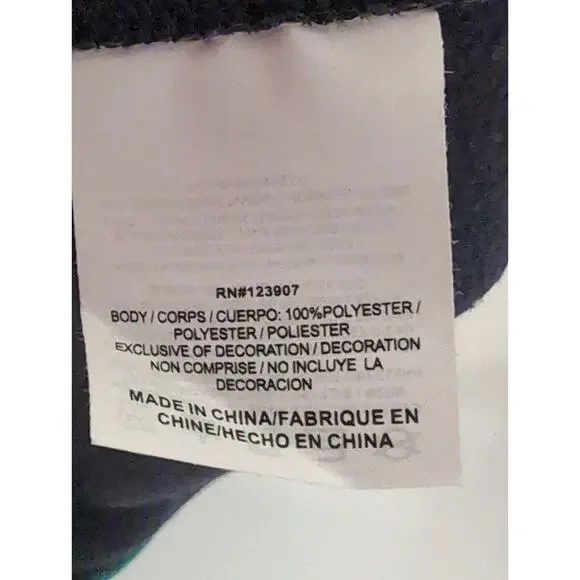 RN#123907
BODY / CORPS / CUERPO: 100%POLYESTER /
POLYESTER / POLIESTER
EXCLUSIVE OF DECORATION / DECORATION
NON COMPRISE / NO INCLUYE LA
DECORACION
MADE IN CHINA/FABRIQUE EN
CHINE/HECHO EN CHINA